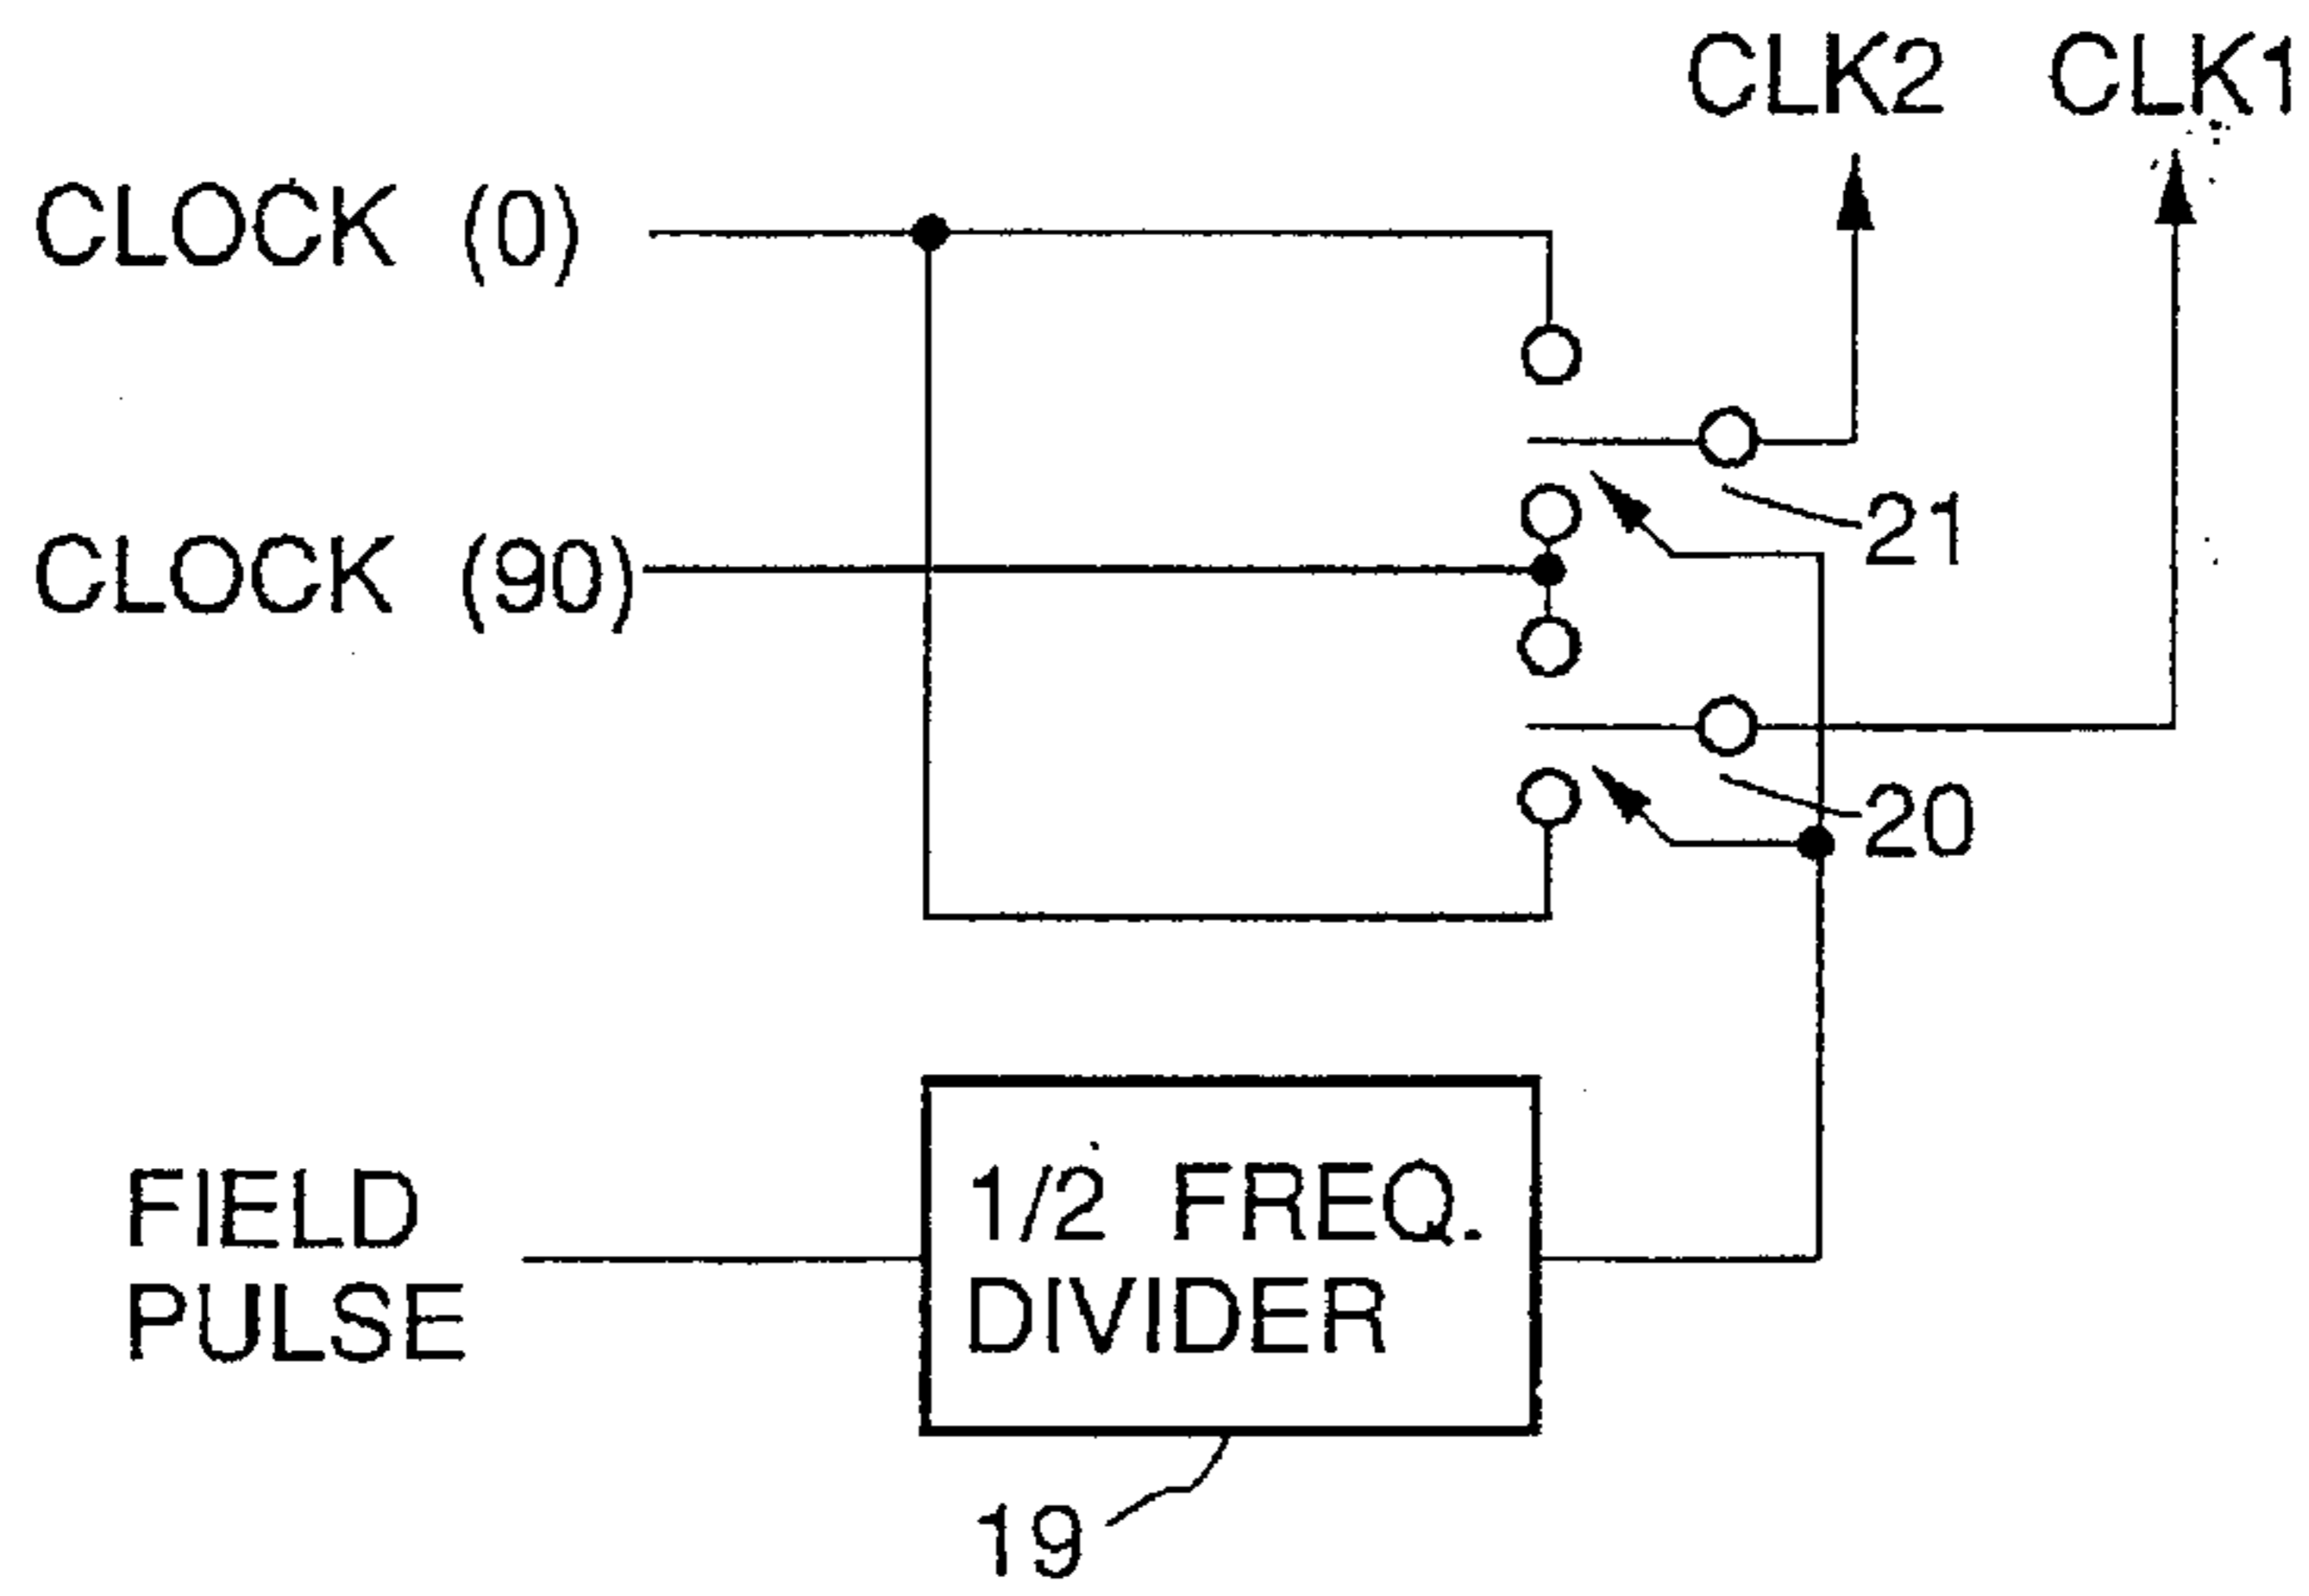 CLK2 CLK1
CLOCK (0)
CLOCK (90)
21
20
FIELD
PULSE
1/2 FREQ.
DIVIDER
19